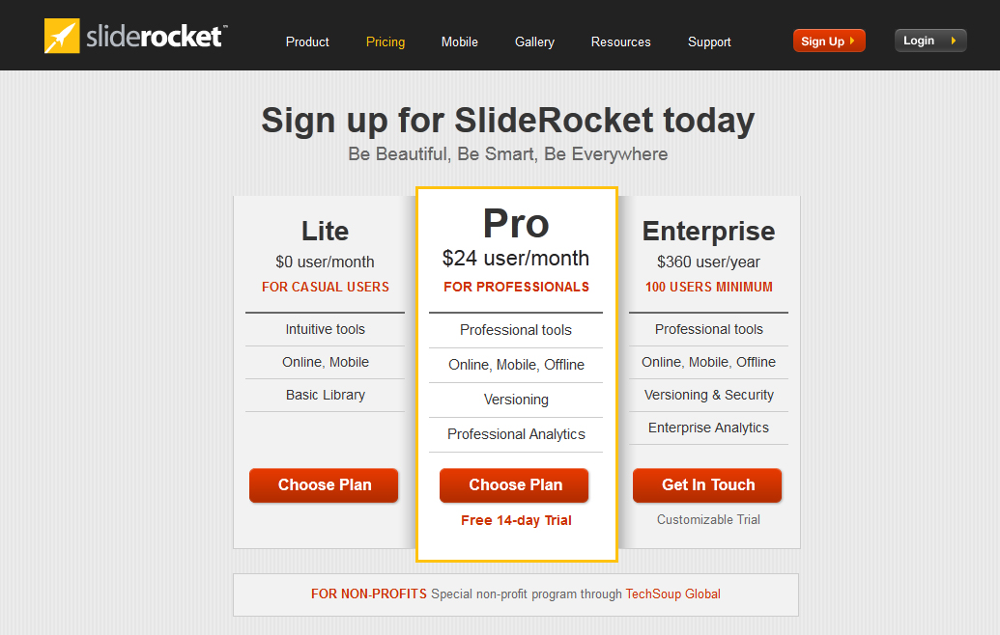 sliderocket™
Product Pricing Mobile Gallery Resources Support Sign Up Login
Sign up for SlideRocket today
Be Beautiful, Be Smart, Be Everywhere
Lite
$0 user/month
FOR CASUAL USERS
Intuitive tools
Online, Mobile
Basic Library
Choose Plan
Pro
$24 user/month
FOR PROFESSIONALS
Professional tools
Online, Mobile, Offline
Versioning
Professional Analytics
Choose Plan
Free 14-day Trial
Enterprise
$360 user/year
100 USERS MINIMUM
Professional tools
Online, Mobile, Offline
Versioning & Security
Enterprise Analytics
Get In Touch
Customizable Trial
FOR NON-PROFITS Special non-profit program through TechSoup Global